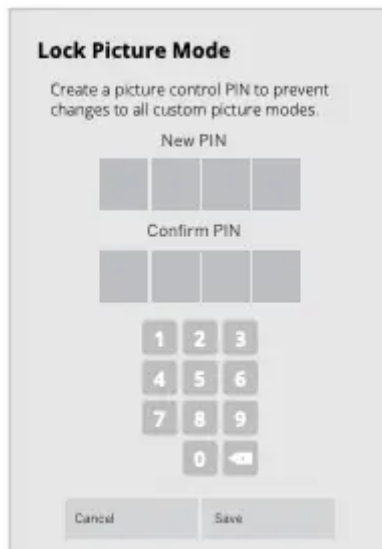 Lock Picture Mode
Create a picture control PIN to prevent
changes to all custom picture modes.
New PIN
Confirm PIN
1 2 3
4 5 6
7 8 9
0
Cancel Save